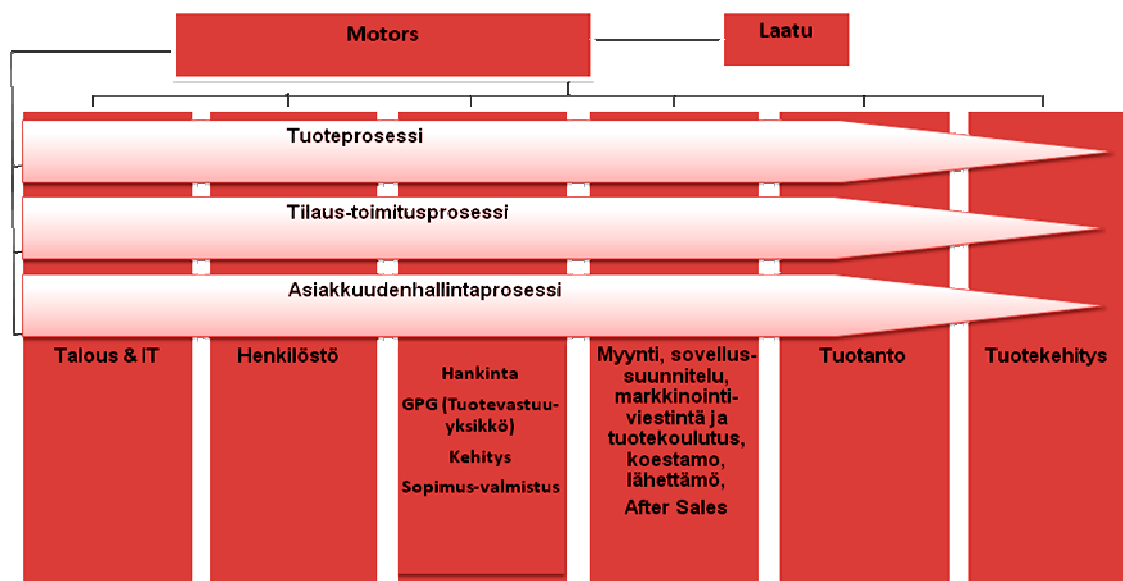 Motors
Laatu
Tuoteprosessi
Tilaus-toimitusprosessi
Asiakkuudenhallintaprosessi
Talous & IT
Henkilöstö
Hankinta
GPG (Tuotevastuu-
yksikkö)
Kehitys
Sopimus-valmistus
Myynti, sovellus-
suunnitelu,
markkinointi-
viestintä ja
tuotekoulutus,
koestamo,
lähettämö,
After Sales
Tuotanto
Tuotekehitys